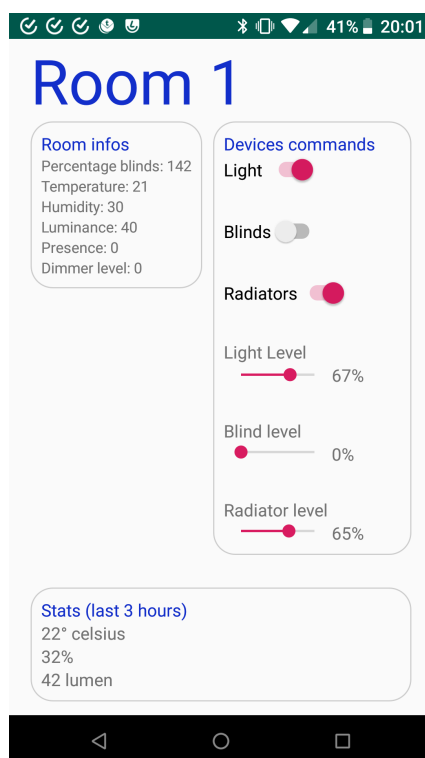 41% 20:01
Room 1
Room infos
Percentage blinds: 142
Temperature: 21
Humidity: 30
Luminance: 40
Presence: 0
Dimmer level: 0
Devices commands
Light
Blinds
Radiators
Light Level
67%
Blind level
0%
Radiator level
65%
Stats (last 3 hours)
22° celsius
32%
42 lumen